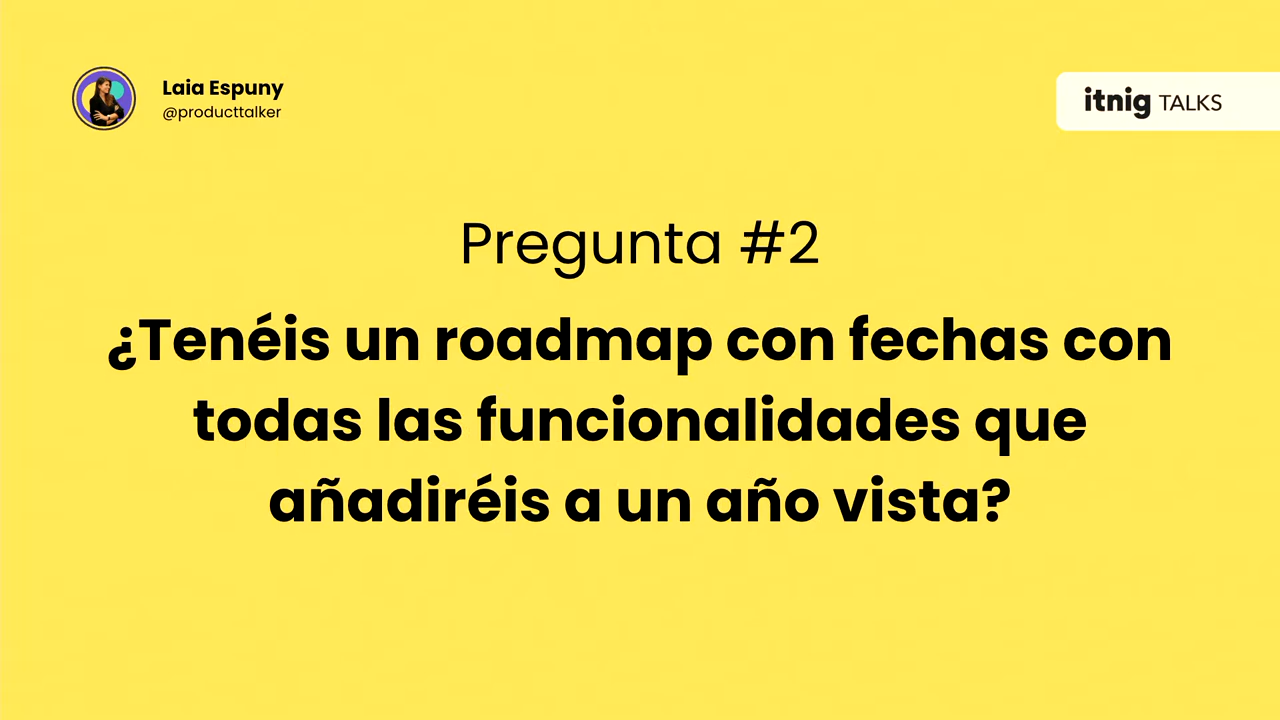 Laia Espuny
@producttalker
itnig TALKS
Pregunta #2
¿Tenéis un roadmap con fechas con
todas las funcionalidades que
añadiréis a un año vista?